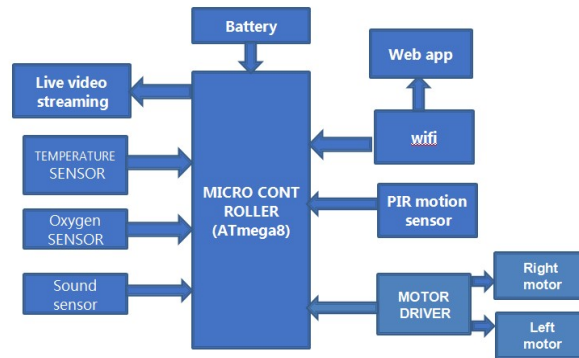 Battery
Web app
Live video
streaming
wifi
TEMPERATURE
SENSOR
MICRO CONT
ROLLER
(ATmega8)
PIR motion
sensor
Oxygen
SENSOR
Sound
sensor
MOTOR
DRIVER
Right
motor
Left
motor